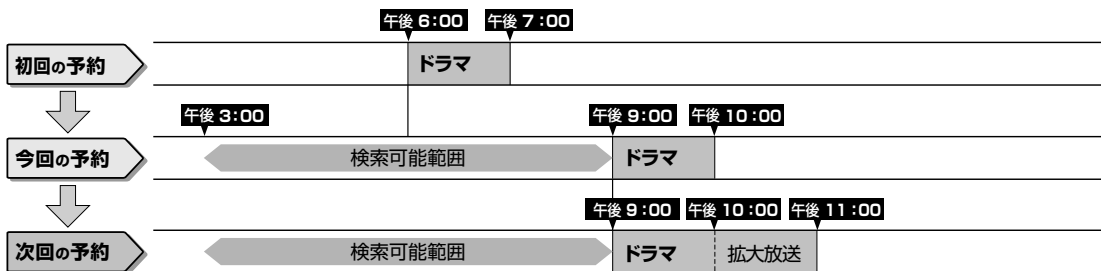 午後 6:00 午後 7:00
初回の予約 ドラマ
午後 3:00 午後 9:00 午後 10:00
今回の予約 検索可能範囲 ドラマ
午後 9:00 午後 10:00 午後 11:00
次回の予約 検索可能範囲 ドラマ 拡大放送